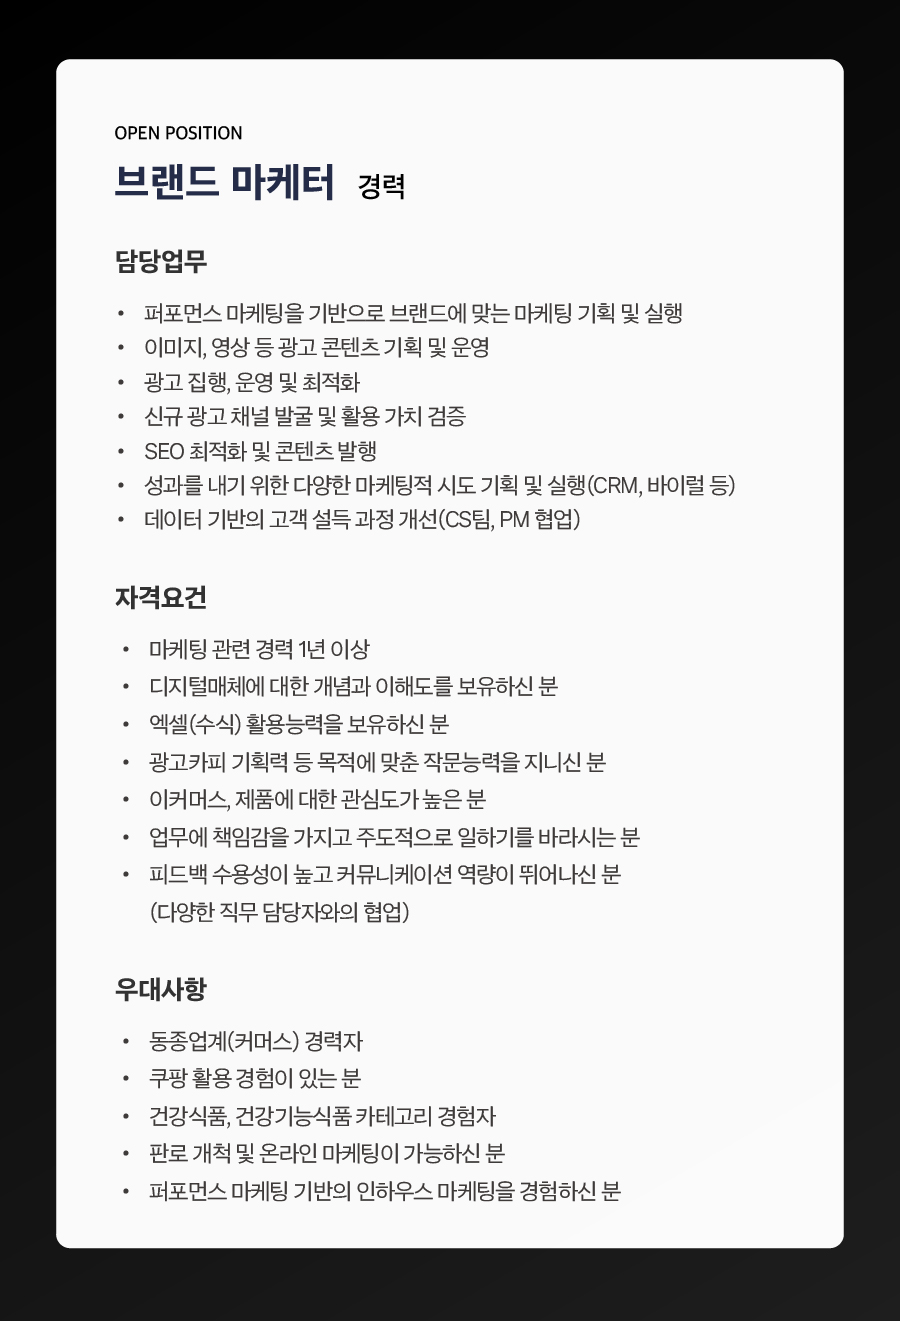 OPEN POSITION
브랜드 마케터 경력
담당업무
• 퍼포먼스 마케팅을 기반으로 브랜드에 맞는 마케팅 기획 및 실행
• 이미지, 영상 등 광고 콘텐츠 기획 및 운영
• 광고 집행, 운영 및 최적화
• 신규 광고 채널 발굴 및 활용 가치 검증
• SEO 최적화 및 콘텐츠 발행
• 성과를 내기 위한 다양한 마케팅적 시도 기획 및 실행(CRM, 바이럴 등)
• 데이터 기반의 고객 설득 과정 개선(CS팀, PM 협업)
자격요건
• 마케팅 관련 경력 1년 이상
• 디지털매체에 대한 개념과 이해도를 보유하신 분
• 엑셀(수식) 활용능력을 보유하신 분
• 광고카피 기획력 등 목적에 맞춘 작문능력을 지니신 분
• 이커머스, 제품에 대한 관심도가 높은 분
• 업무에 책임감을 가지고 주도적으로 일하기를 바라시는 분
• 피드백 수용성이 높고 커뮤니케이션 역량이 뛰어나신 분
(다양한 직무 담당자와의 협업)
우대사항
• 동종업계(커머스) 경력자
• 쿠팡 활용 경험이 있는 분
• 건강식품, 건강기능식품 카테고리 경험자
• 판로 개척 및 온라인 마케팅이 가능하신 분
• 퍼포먼스 마케팅 기반의 인하우스 마케팅을 경험하신 분